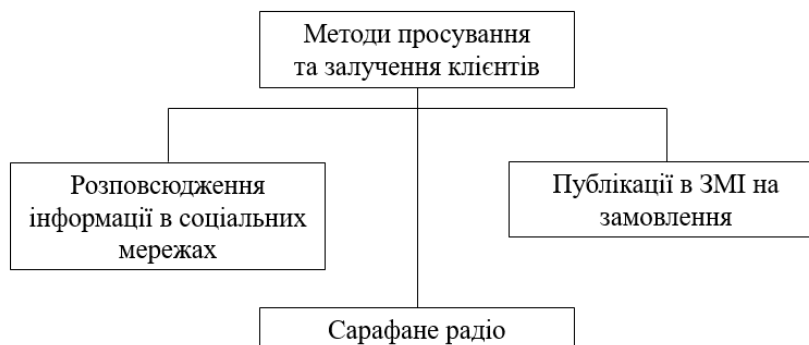 Методи просування
та залучення клієнтів
Розповсюдження
інформації в соціальних
мережах
Публікації в ЗМІ на
замовлення
Сарафане радіо